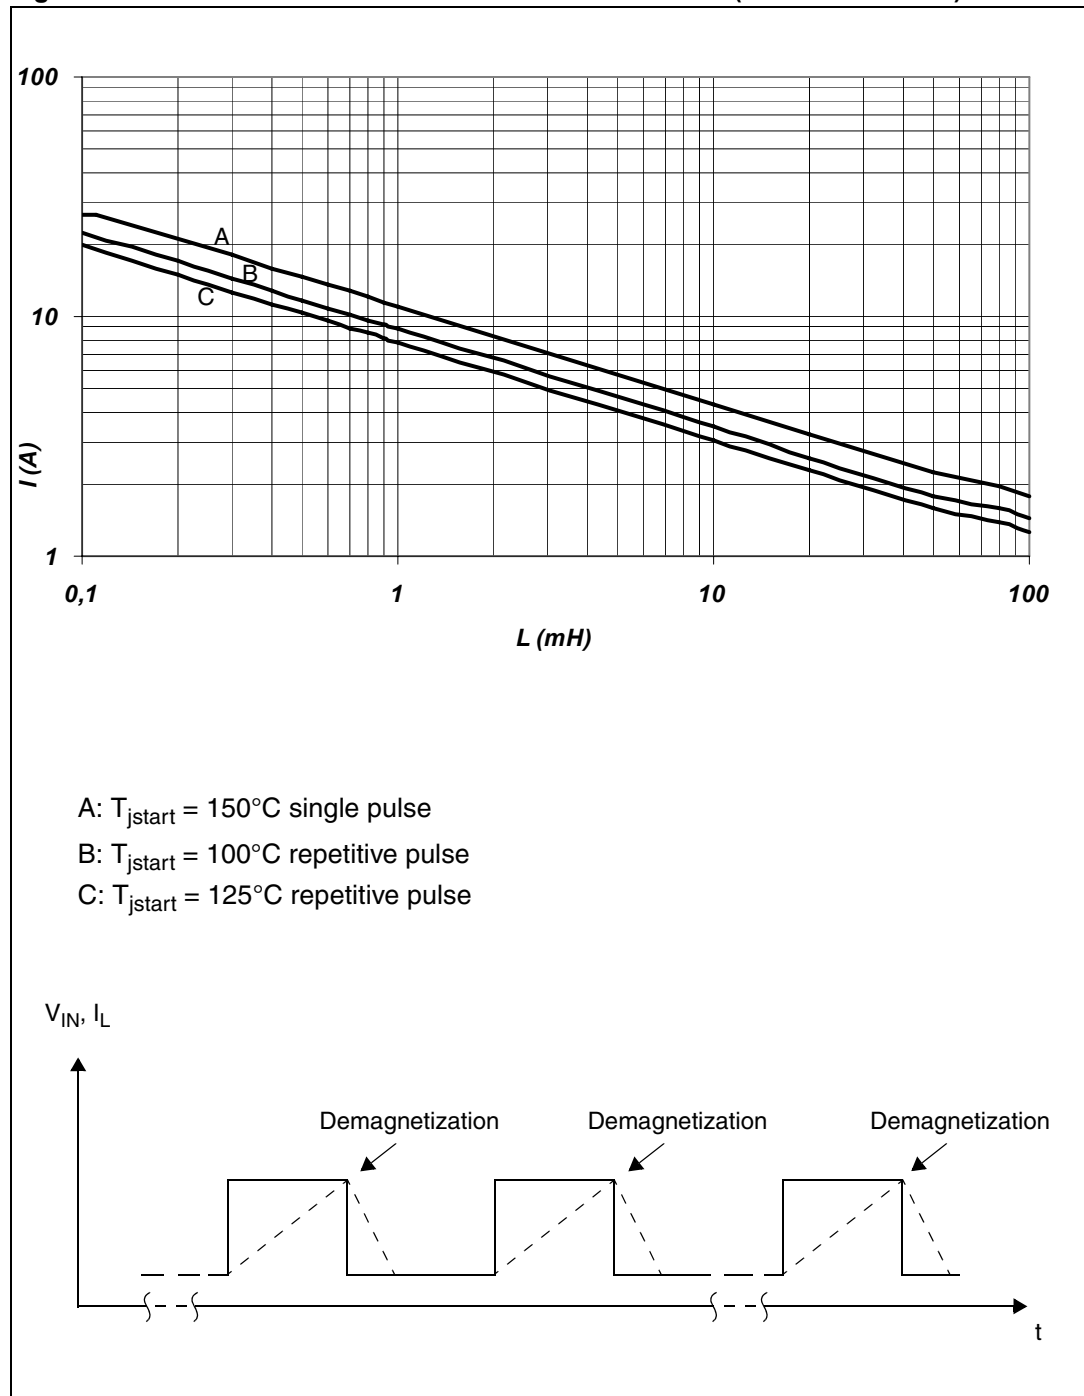 100
A
B
10
C
I (A)
1
0,1 1 10 100
L (mH)
A: Tjstart = 150°C single pulse
B: Tjstart = 100°C repetitive pulse
C: Tjstart = 125°C repetitive pulse
VIN, IL
Demagnetization Demagnetization Demagnetization
t